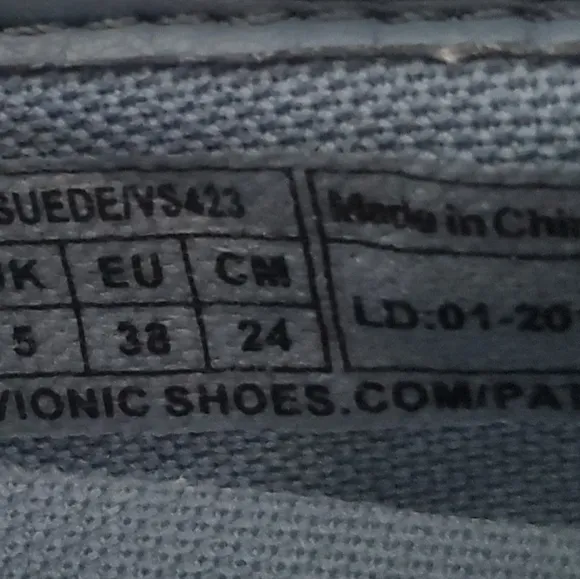 SUEDE/VS423
UK EU CM
5 38 24
Made in Chin
LD:01-20
VIONIC SHOES.COM/PAT